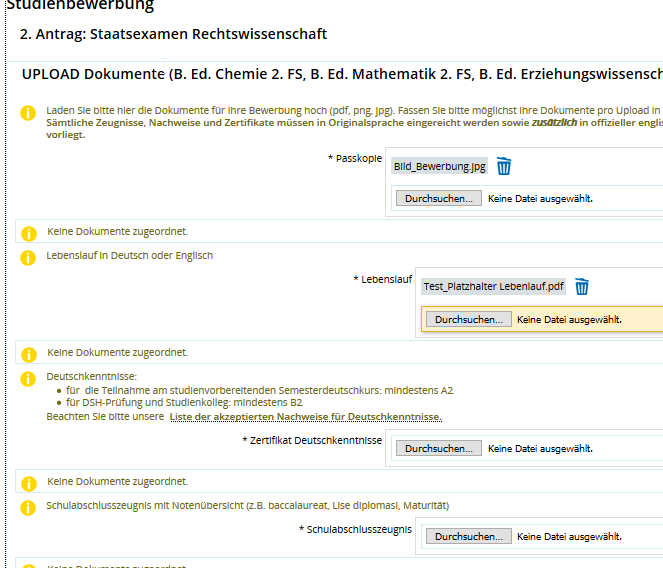 Studienbewerbung
2. Antrag: Staatsexamen Rechtswissenschaft
UPLOAD Dokumente (B. Ed. Chemie 2. FS, B. Ed. Mathematik 2. FS, B. Ed. Erziehungswissensch
Laden Sie bitte hier die Dokumente für Ihre Bewerbung hoch (pdf, png, jpg). Fassen Sie bitte möglichst Ihre Dokumente pro Upload in
Sämtliche Zeugnisse, Nachweise und Zertifikate müssen in Originalsprache eingereicht werden sowie zusätzlich in offizieller englis
vorliegt.
* Passkopie
Bild_Bewerbung.jpg
Durchsuchen... Keine Datei ausgewählt.
Keine Dokumente zugeordnet.
Lebenslauf in Deutsch oder Englisch
* Lebenslauf
Test_Platzhalter Lebenlauf.pdf
Durchsuchen... Keine Datei ausgewählt.
Keine Dokumente zugeordnet.
Deutschkenntnisse:
• für die Teilnahme am studienvorbereitenden Semesterdeutschkurs: mindestens A2
• für DSH-Prüfung und Studienkolleg: mindestens B2
Beachten Sie bitte unsere Liste der akzeptierten Nachweise für Deutschkenntnisse.
* Zertifikat Deutschkenntnisse
Durchsuchen... Keine Datei ausgewählt.
Keine Dokumente zugeordnet.
Schulabschlusszeugnis mit Notenübersicht (z.B. baccalaureat, Lise diplomasi, Maturität)
* Schulabschlusszeugnis
Durchsuchen... Keine Datei ausgewählt.
Keine Dokumente zugeordnet.